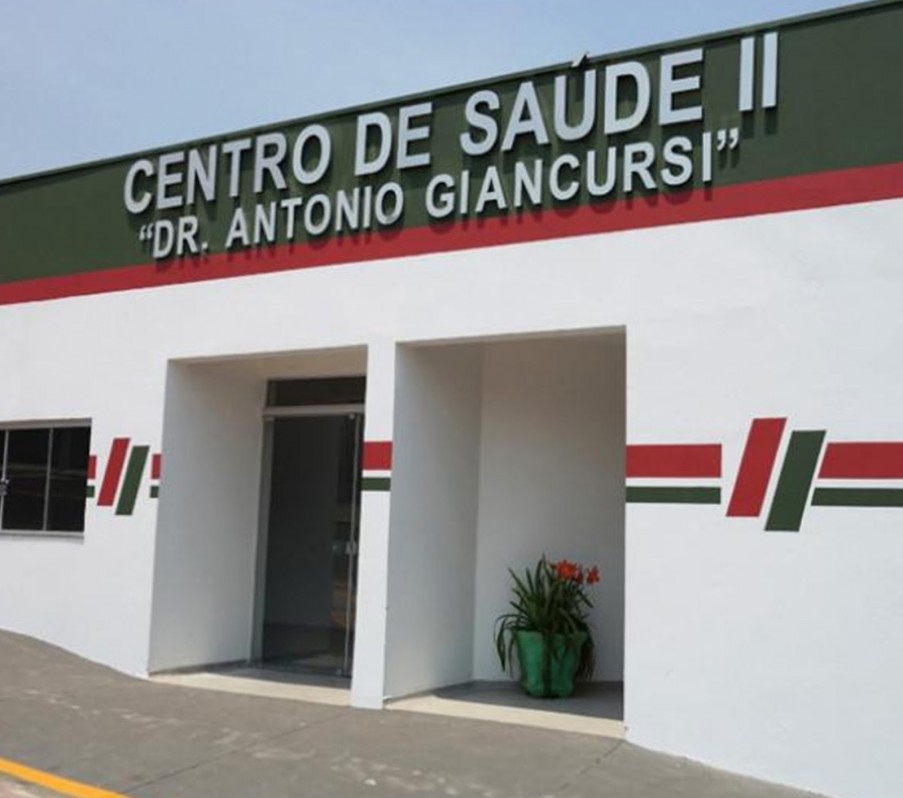 CENTRO DE SAÚDE II
“DR. ANTONIO GIANCURSI”